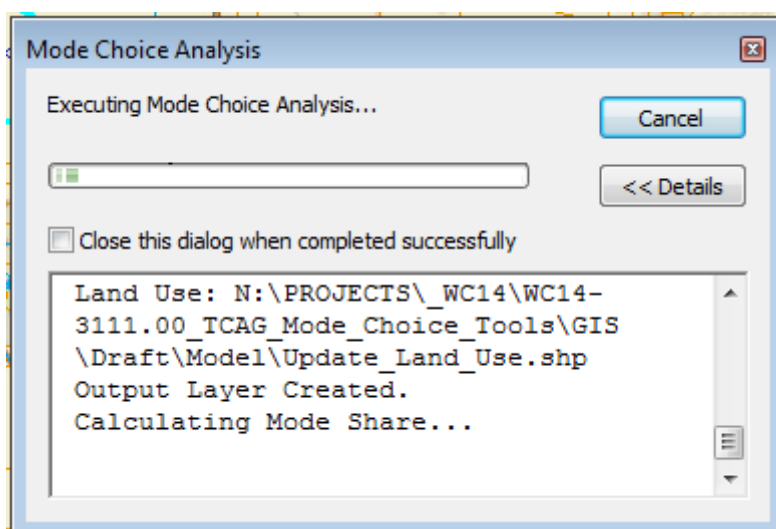 Mode Choice Analysis
Executing Mode Choice Analysis...
Cancel
<< Details
Close this dialog when completed successfully
Land Use: N:\PROJECTS\_WC14\WC14-
3111.00_TCAG_Mode_Choice_Tools\GIS
\Draft\Model\Update_Land_Use.shp
Output Layer Created.
Calculating Mode Share...